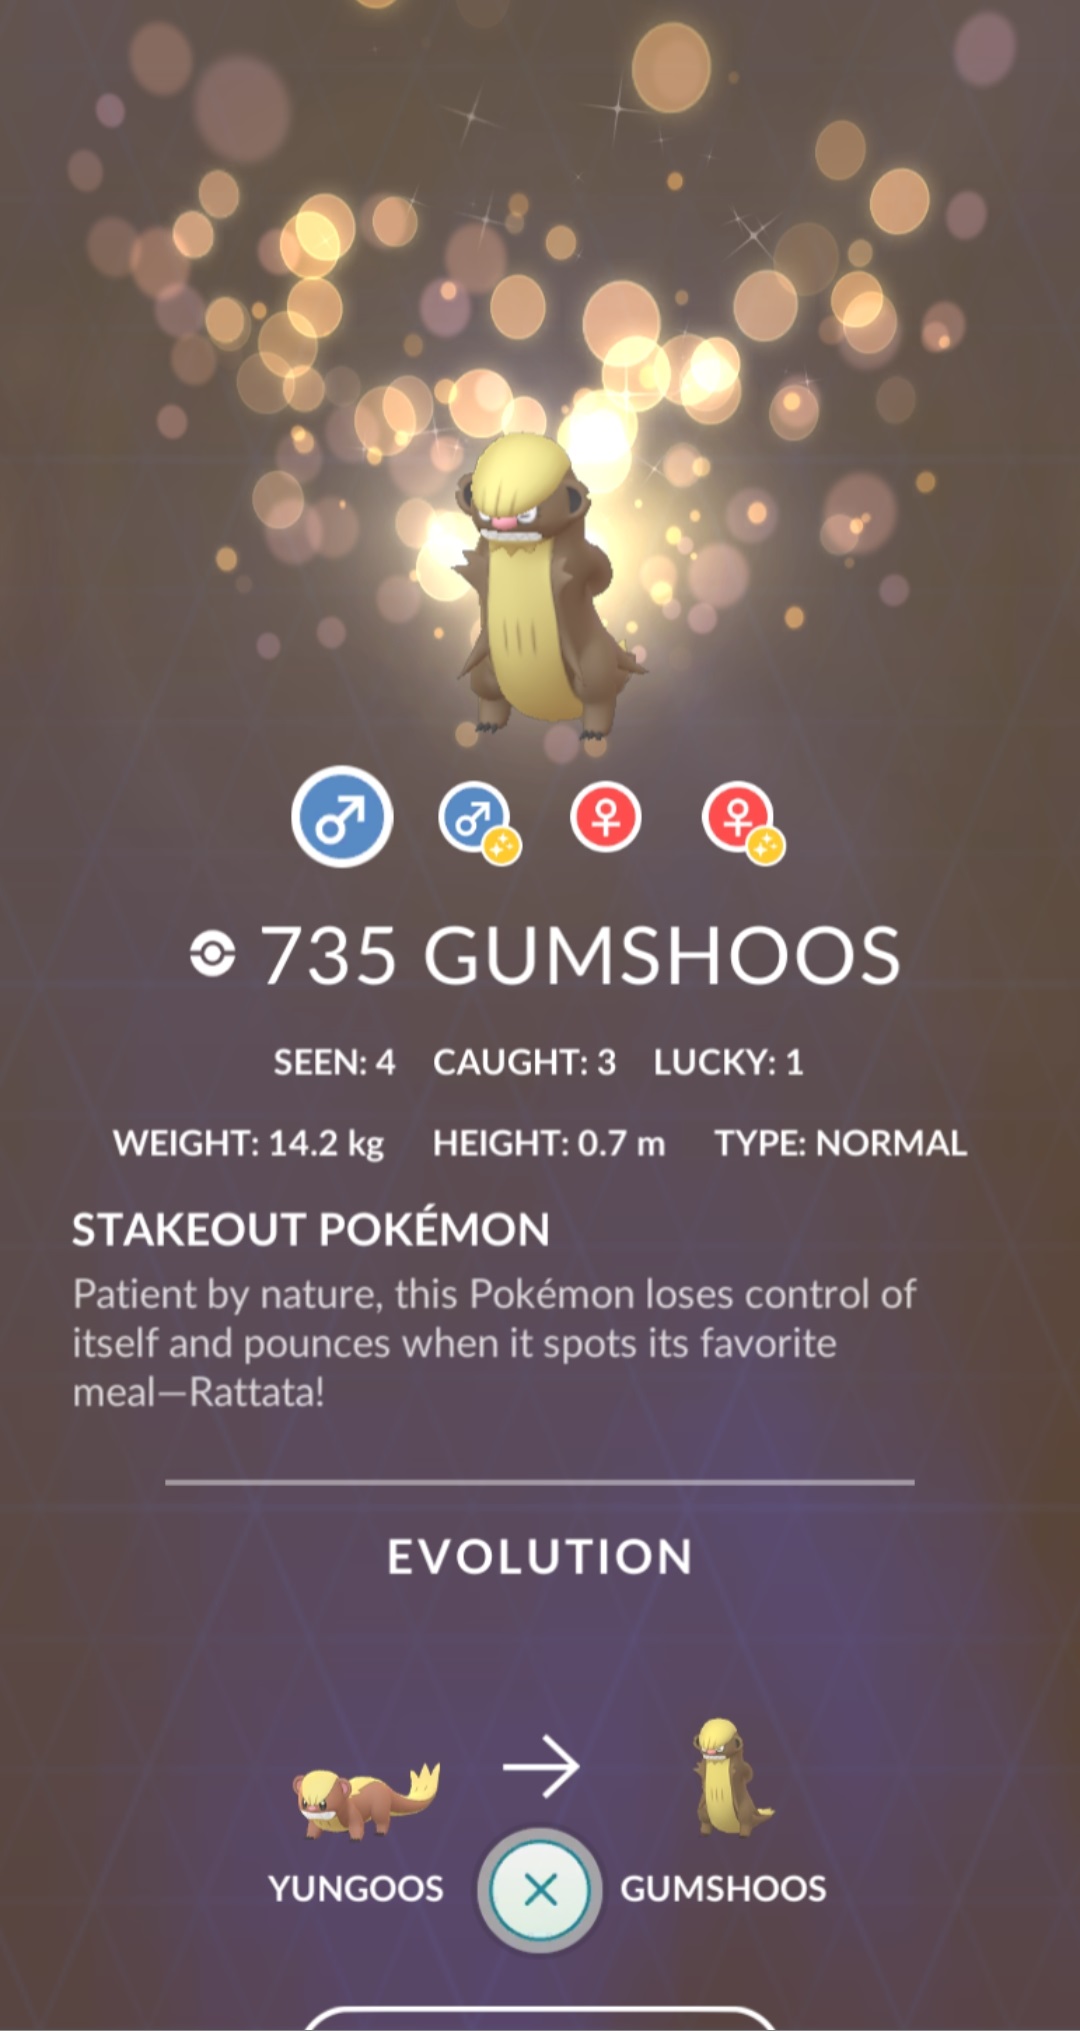 735 GUMSHOOS
SEEN: 4 CAUGHT: 3 LUCKY: 1
WEIGHT: 14.2 kg HEIGHT: 0.7 m TYPE: NORMAL
STAKEOUT POKÉMON
Patient by nature, this Pokémon loses control of
itself and pounces when it spots its favorite
meal—Rattata!
EVOLUTION
YUNGOOS GUMSHOOS